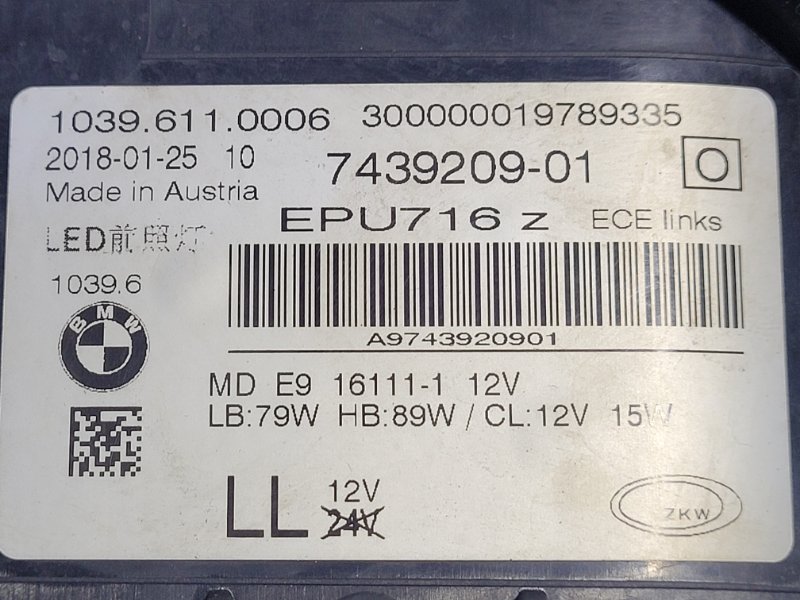 1039.611.0006 300000019789335
2018-01-25 10 7439209-01 O
Made in Austria
EPU716 z ECE links
LED前照灯
1039.6
A9743920901
BMW
MD E9 16111-1 12V
LB:79W HB:89W / CL:12V 15W
LL 12V
24V
ZKW